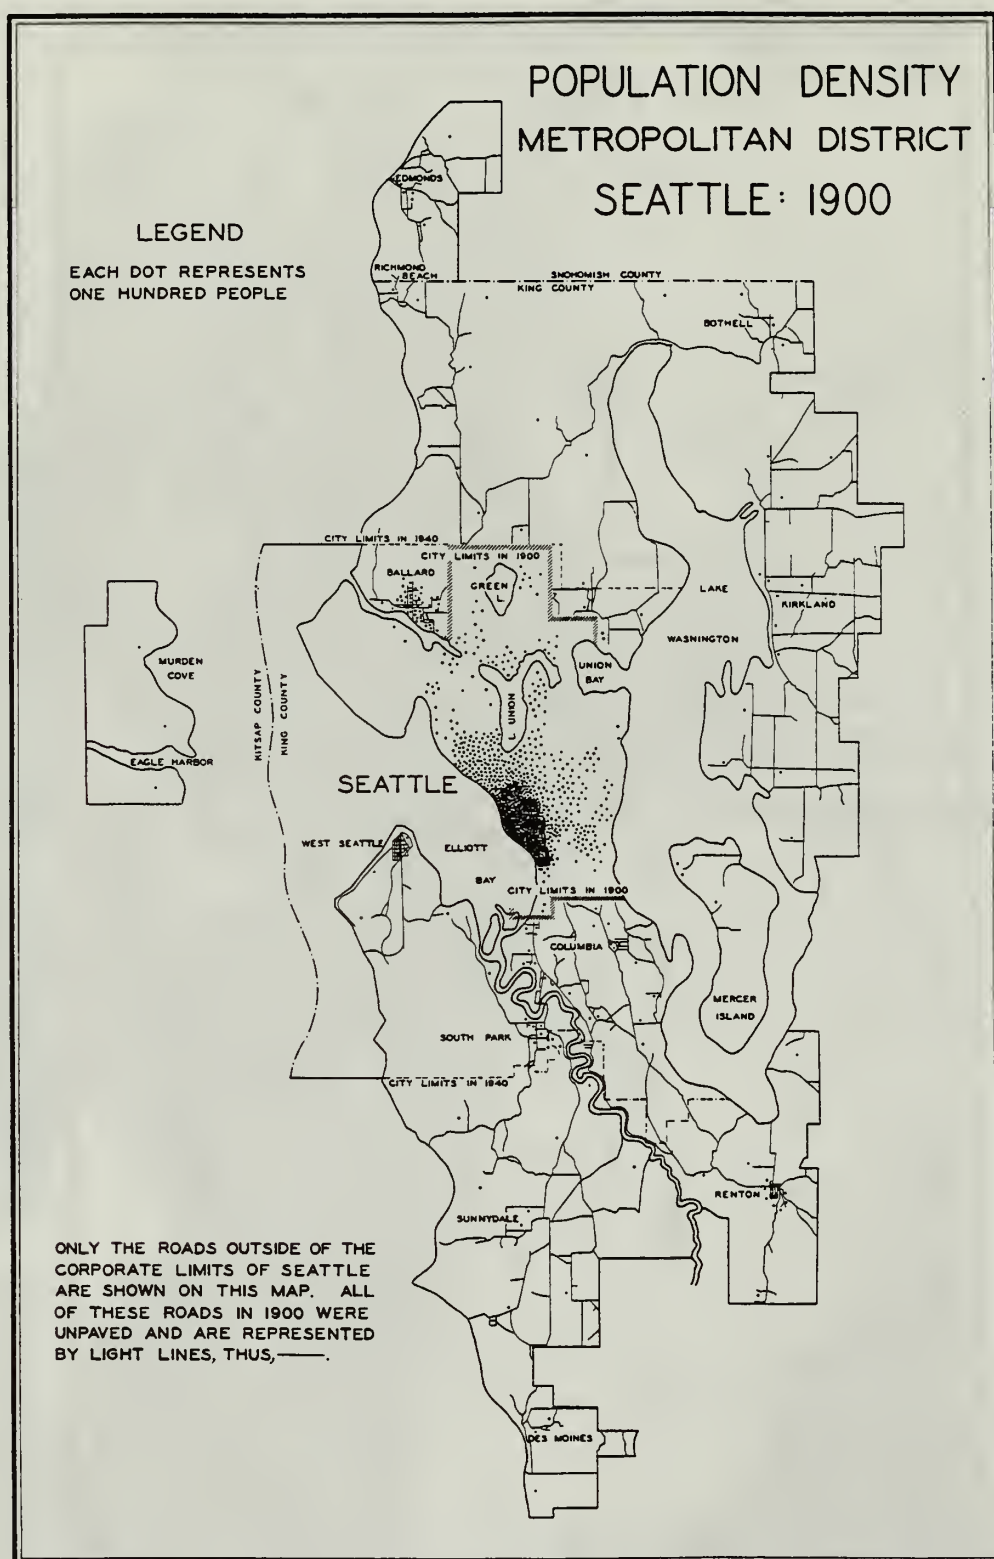 POPULATION DENSITY
METROPOLITAN DISTRICT
SEATTLE: 1900
LEGEND
EACH DOT REPRESENTS
ONE HUNDRED PEOPLE
EDMONDS
RICHMOND
BEACH
SNOHOMISH COUNTY
KING COUNTY
BOTHELL
CITY LIMITS IN 1940
CITY LIMITS IN 1900
BALLARD
GREEN
L.
LAKE
WASHINGTON
KIRKLAND
MURDEN
COVE
EAGLE HARBOR
KITSAP COUNTY
KING COUNTY
UNION
BAY
L. UNION
SEATTLE
WEST SEATTLE
ELLIOTT
BAY
CITY LIMITS IN 1900
COLUMBIA
MERCER
ISLAND
SOUTH PARK
CITY LIMITS IN 1940
RENTON
SUNNYDALE
ONLY THE ROADS OUTSIDE OF THE
CORPORATE LIMITS OF SEATTLE
ARE SHOWN ON THIS MAP. ALL
OF THESE ROADS IN 1900 WERE
UNPAVED AND ARE REPRESENTED
BY LIGHT LINES, THUS,——.
DES MOINES